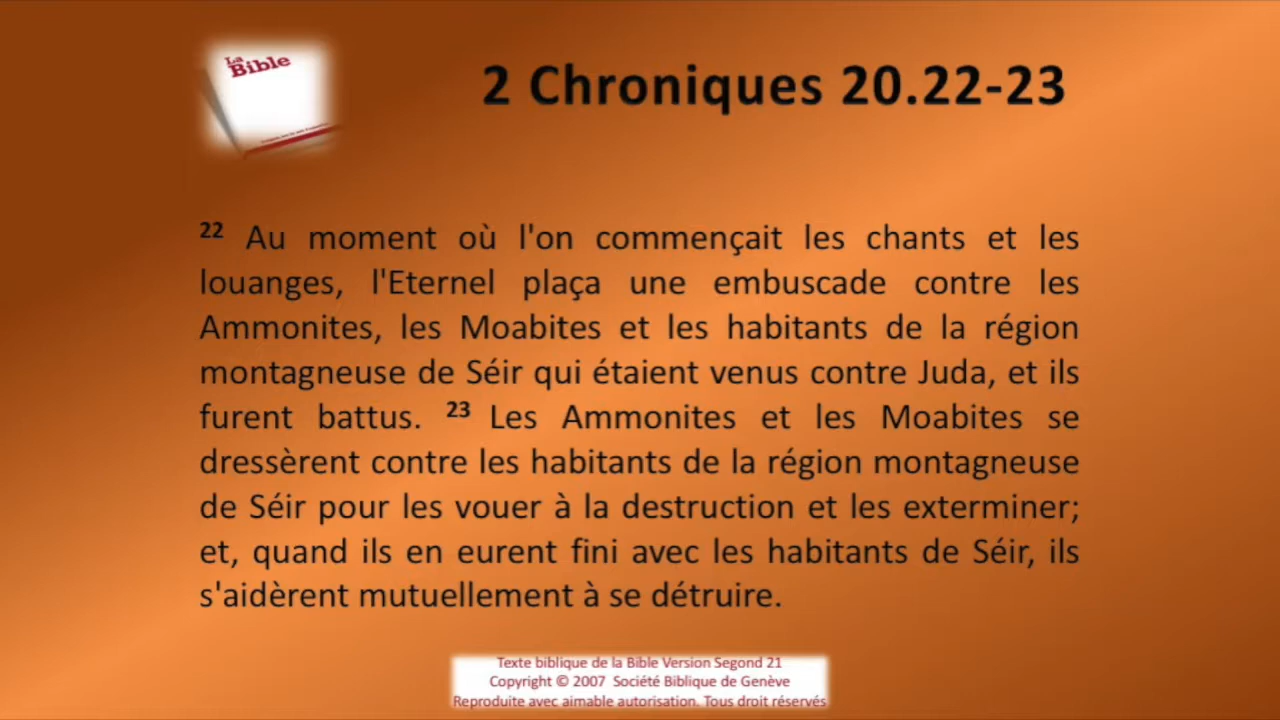 La
Bible
2 Chroniques 20.22-23
22 Au moment où l'on commençait les chants et les
louanges, l'Eternel plaça une embuscade contre les
Ammonites, les Moabites et les habitants de la région
montagneuse de Séir qui étaient venus contre Juda, et ils
furent battus. 23 Les Ammonites et les Moabites se
dressèrent contre les habitants de la région montagneuse
de Séir pour les vouer à la destruction et les exterminer;
et, quand ils en eurent fini avec les habitants de Séir, ils
s'aidèrent mutuellement à se détruire.
Texte biblique de la Bible Version Segond 21
Copyright © 2007 Société Biblique de Genève
Reproduite avec aimable autorisation. Tous droit réservés